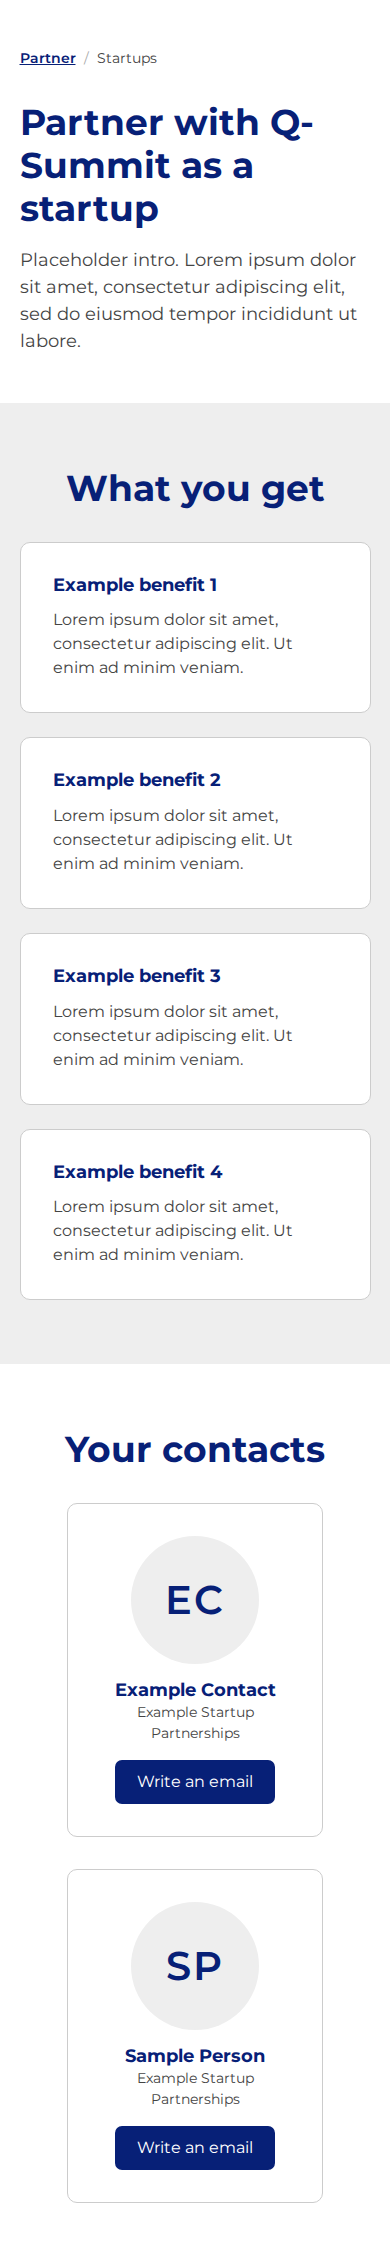 Partner / Startups
Partner with Q-
Summit as a
startup
Placeholder intro. Lorem ipsum dolor
sit amet, consectetur adipiscing elit,
sed do eiusmod tempor incididunt ut
labore.
What you get
Example benefit 1
Lorem ipsum dolor sit amet,
consectetur adipiscing elit. Ut
enim ad minim veniam.
Example benefit 2
Lorem ipsum dolor sit amet,
consectetur adipiscing elit. Ut
enim ad minim veniam.
Example benefit 3
Lorem ipsum dolor sit amet,
consectetur adipiscing elit. Ut
enim ad minim veniam.
Example benefit 4
Lorem ipsum dolor sit amet,
consectetur adipiscing elit. Ut
enim ad minim veniam.
Your contacts
EC
Example Contact
Example Startup
Partnerships
Write an email
SP
Sample Person
Example Startup
Partnerships
Write an email